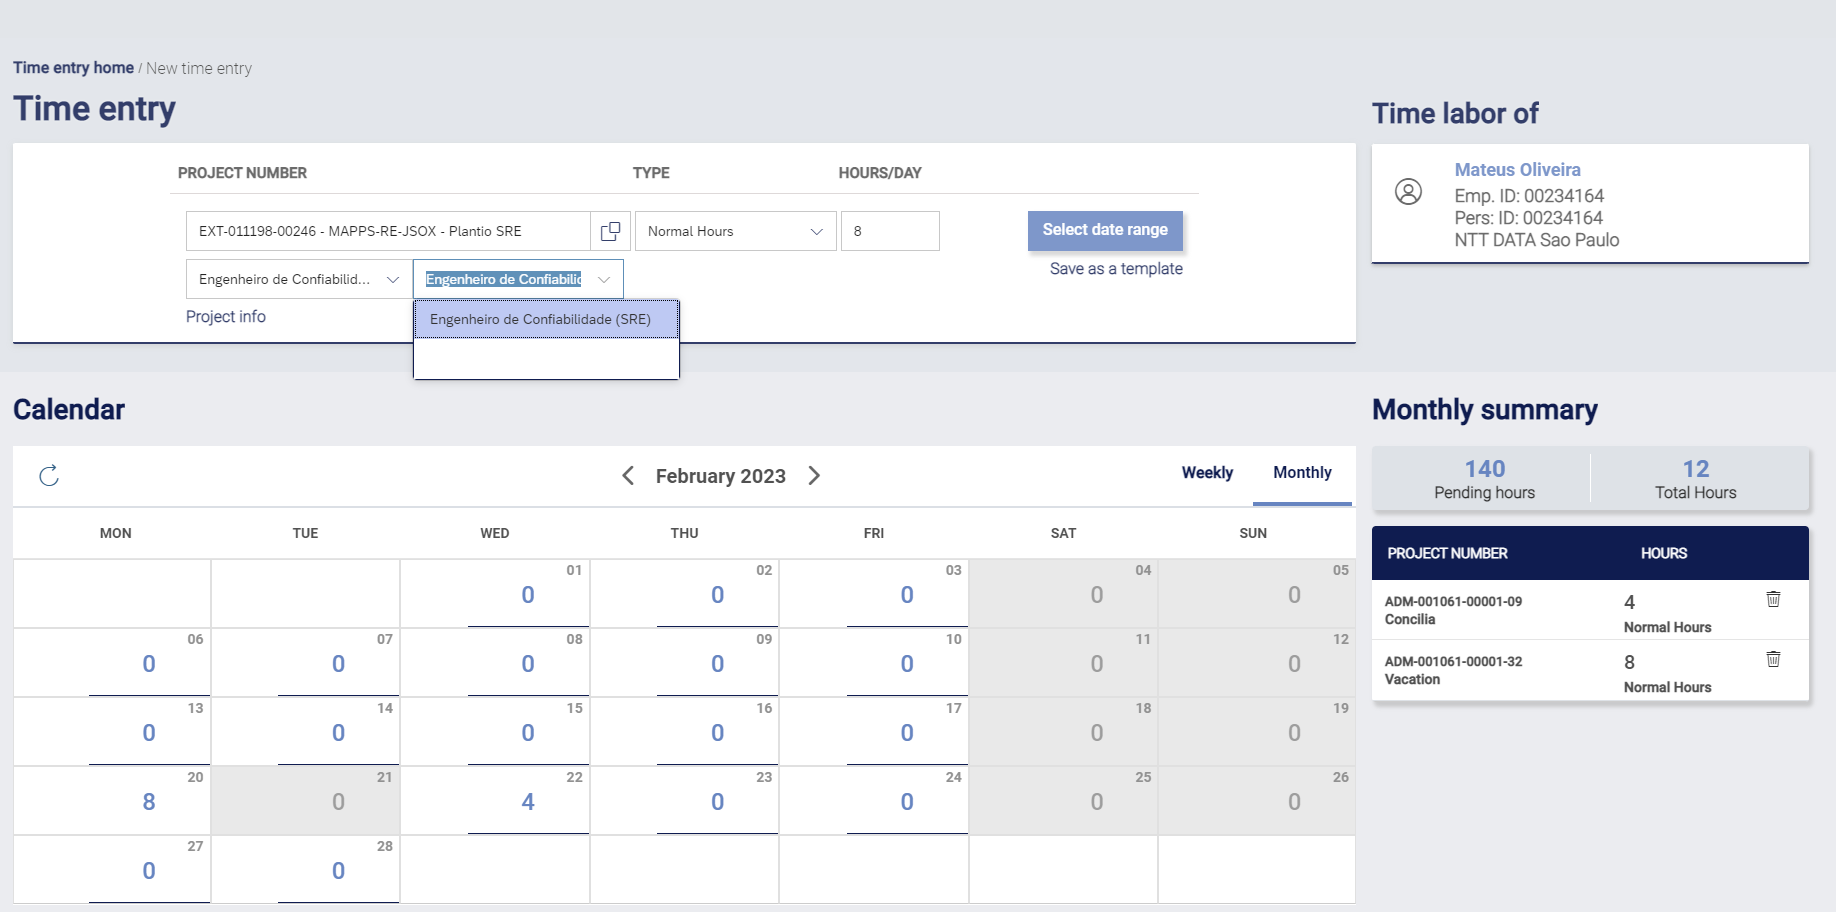 Time entry home / New time entry
Time entry
PROJECT NUMBER TYPE HOURS/DAY
EXT-011198-00246 - MAPPS-RE-JSOX - Plantio SRE Normal Hours 8 Select date range
Save as a template
Engenheiro de Confiabilid... Engenheiro de Confiabilic
Project info
Engenheiro de Confiabilidade (SRE)
Time labor of
Mateus Oliveira
Emp. ID: 00234164
Pers: ID: 00234164
NTT DATA Sao Paulo
Calendar
February 2023 Weekly Monthly
MON TUE WED THU FRI SAT SUN
01 02 03 04 05
0 0 0 0 0
06 07 08 09 10 11 12
0 0 0 0 0 0 0
13 14 15 16 17 18 19
0 0 0 0 0 0 0
20 21 22 23 24 25 26
8 0 4 0 0 0 0
27 28
0 0
Monthly summary
140 12
Pending hours Total Hours
PROJECT NUMBER HOURS
ADM-001061-00001-09 4
Concilia Normal Hours
ADM-001061-00001-32 8
Vacation Normal Hours